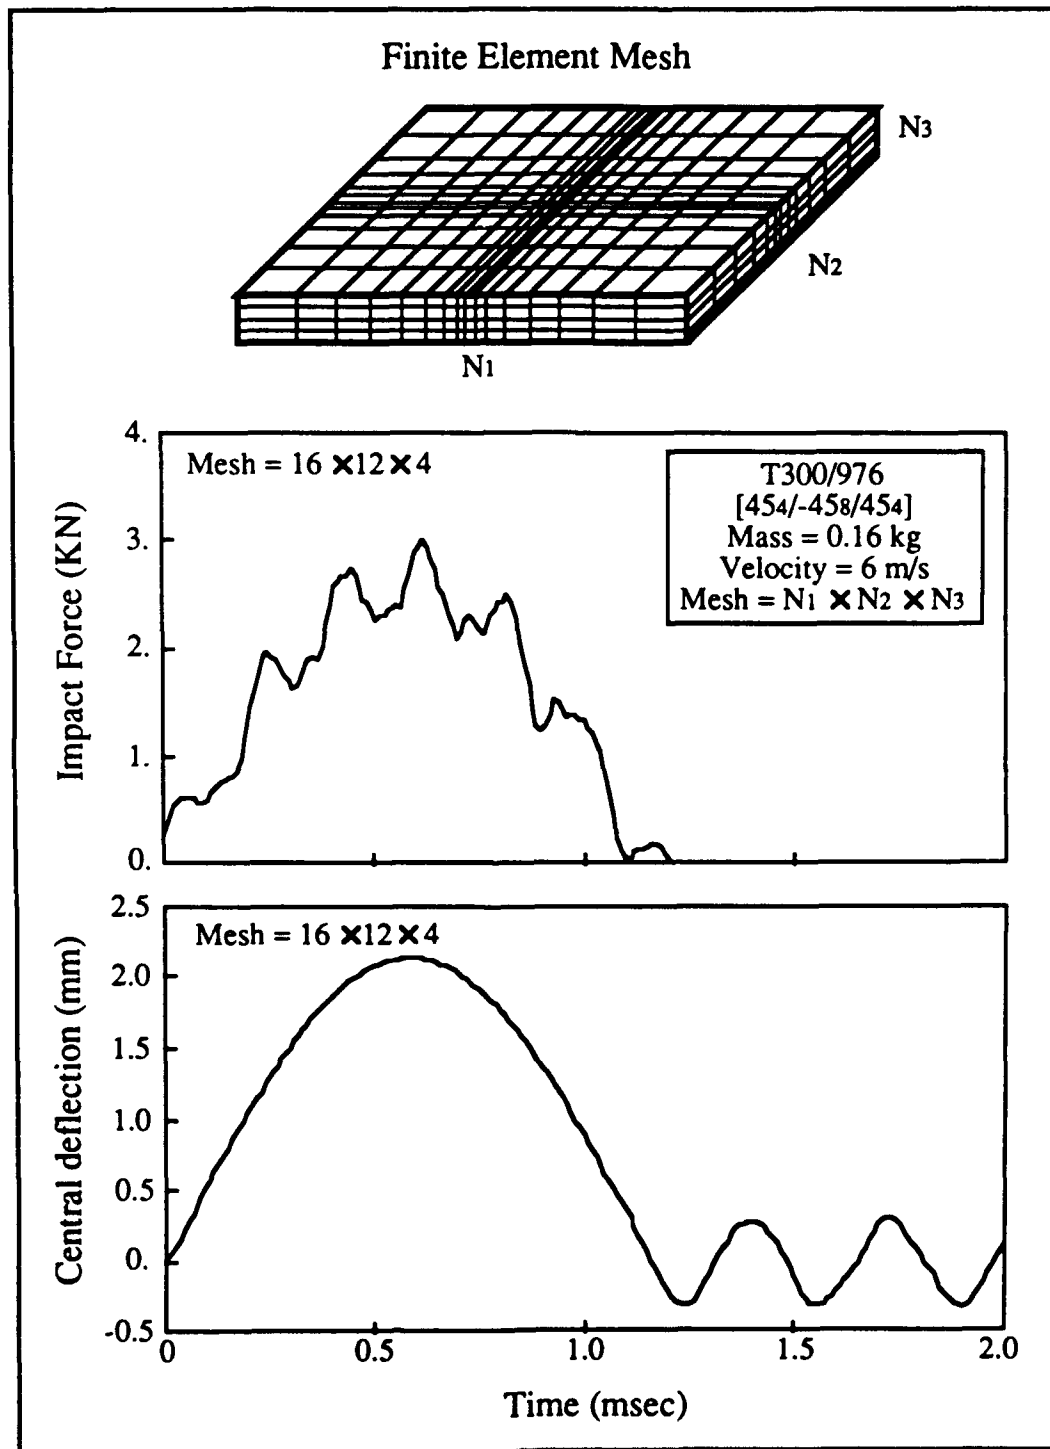 Finite Element Mesh
N3
N2
N1
4.
3.
2.
1.
0.
Impact Force (KN)
Mesh = 16 ×12 × 4
T300/976
[454/-458/454]
Mass = 0.16 kg
Velocity = 6 m/s
Mesh = N1 × N2 × N3
2.5
2.0
1.5
1.0
0.5
0.
-0.5
Central deflection (mm)
Mesh = 16 ×12 × 4
0 0.5 1.0 1.5 2.0
Time (msec)